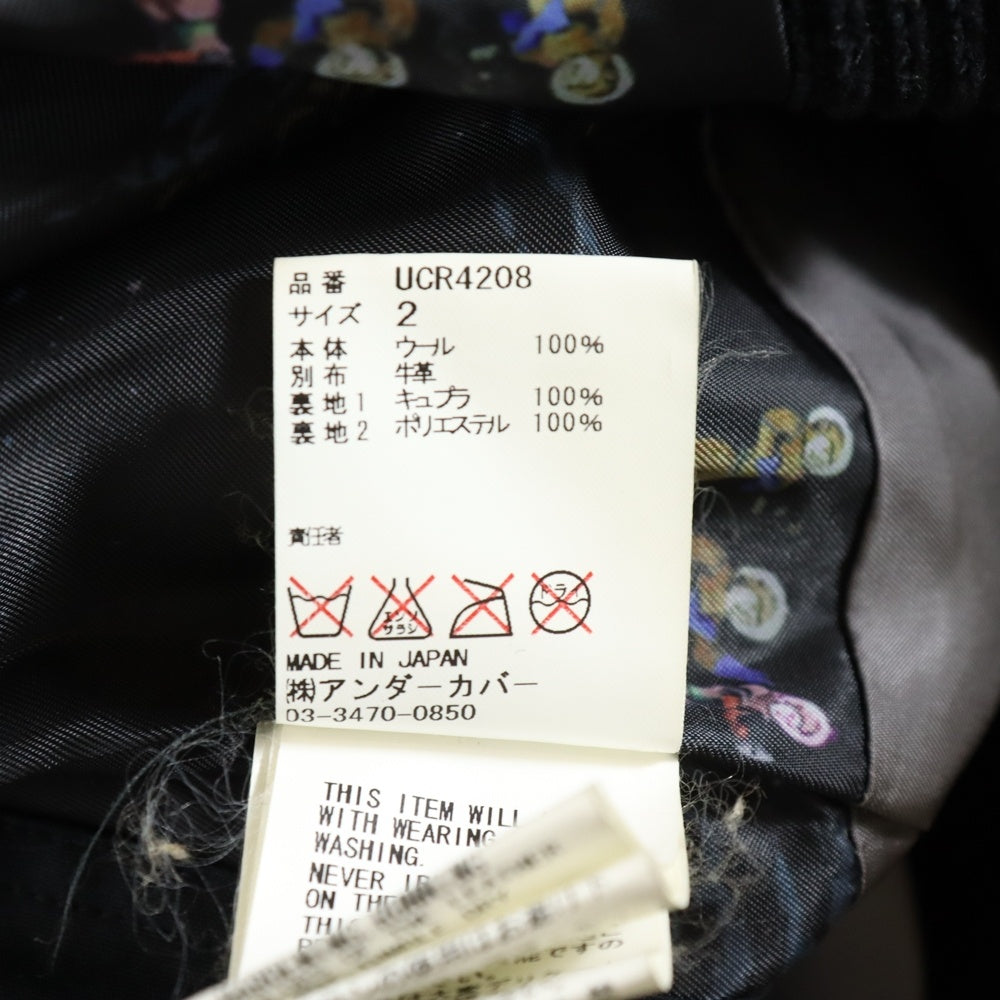 品番 UCR4208
サイズ 2
本体 ウール 100%
別布 牛革
裏地1 キュプラ 100%
裏地2 ポリエステル 100%
責任者
エンソ
サラシ
ドライ
MADE IN JAPAN
(株)アンダーカバー
03-3470-0850
THIS ITEM WILL
WITH WEARING
WASHING.
NEVER
ON THE